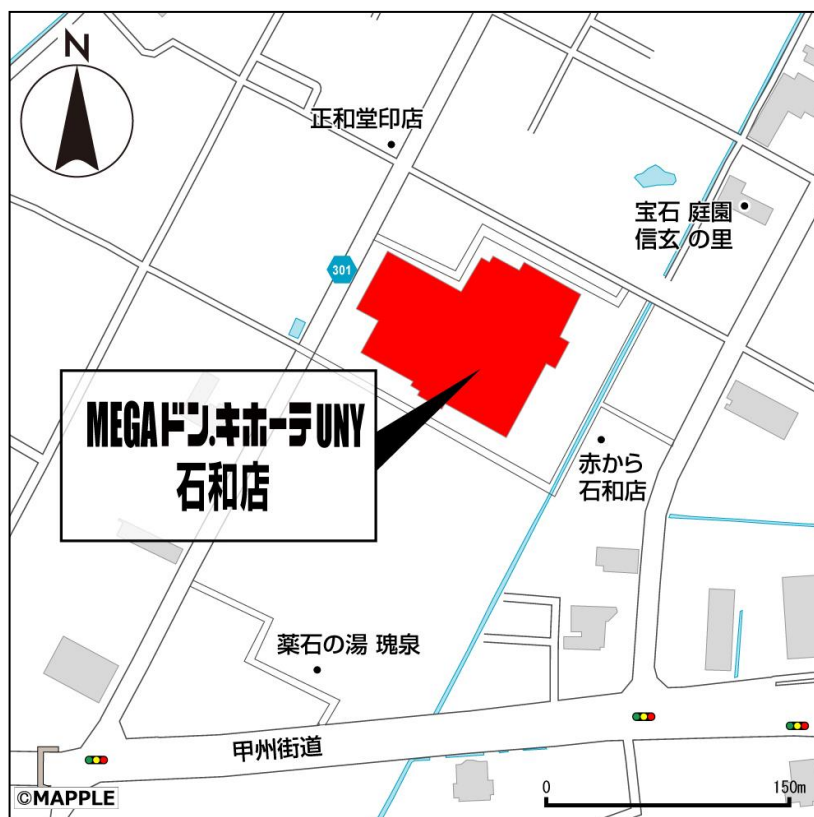 N
正和堂印店
宝石 庭園
信玄 の里
301
MEGAドン.キホーテUNY
石和店
赤から
石和店
薬石の湯 瑰泉
甲州街道
0 150m
©MAPPLE